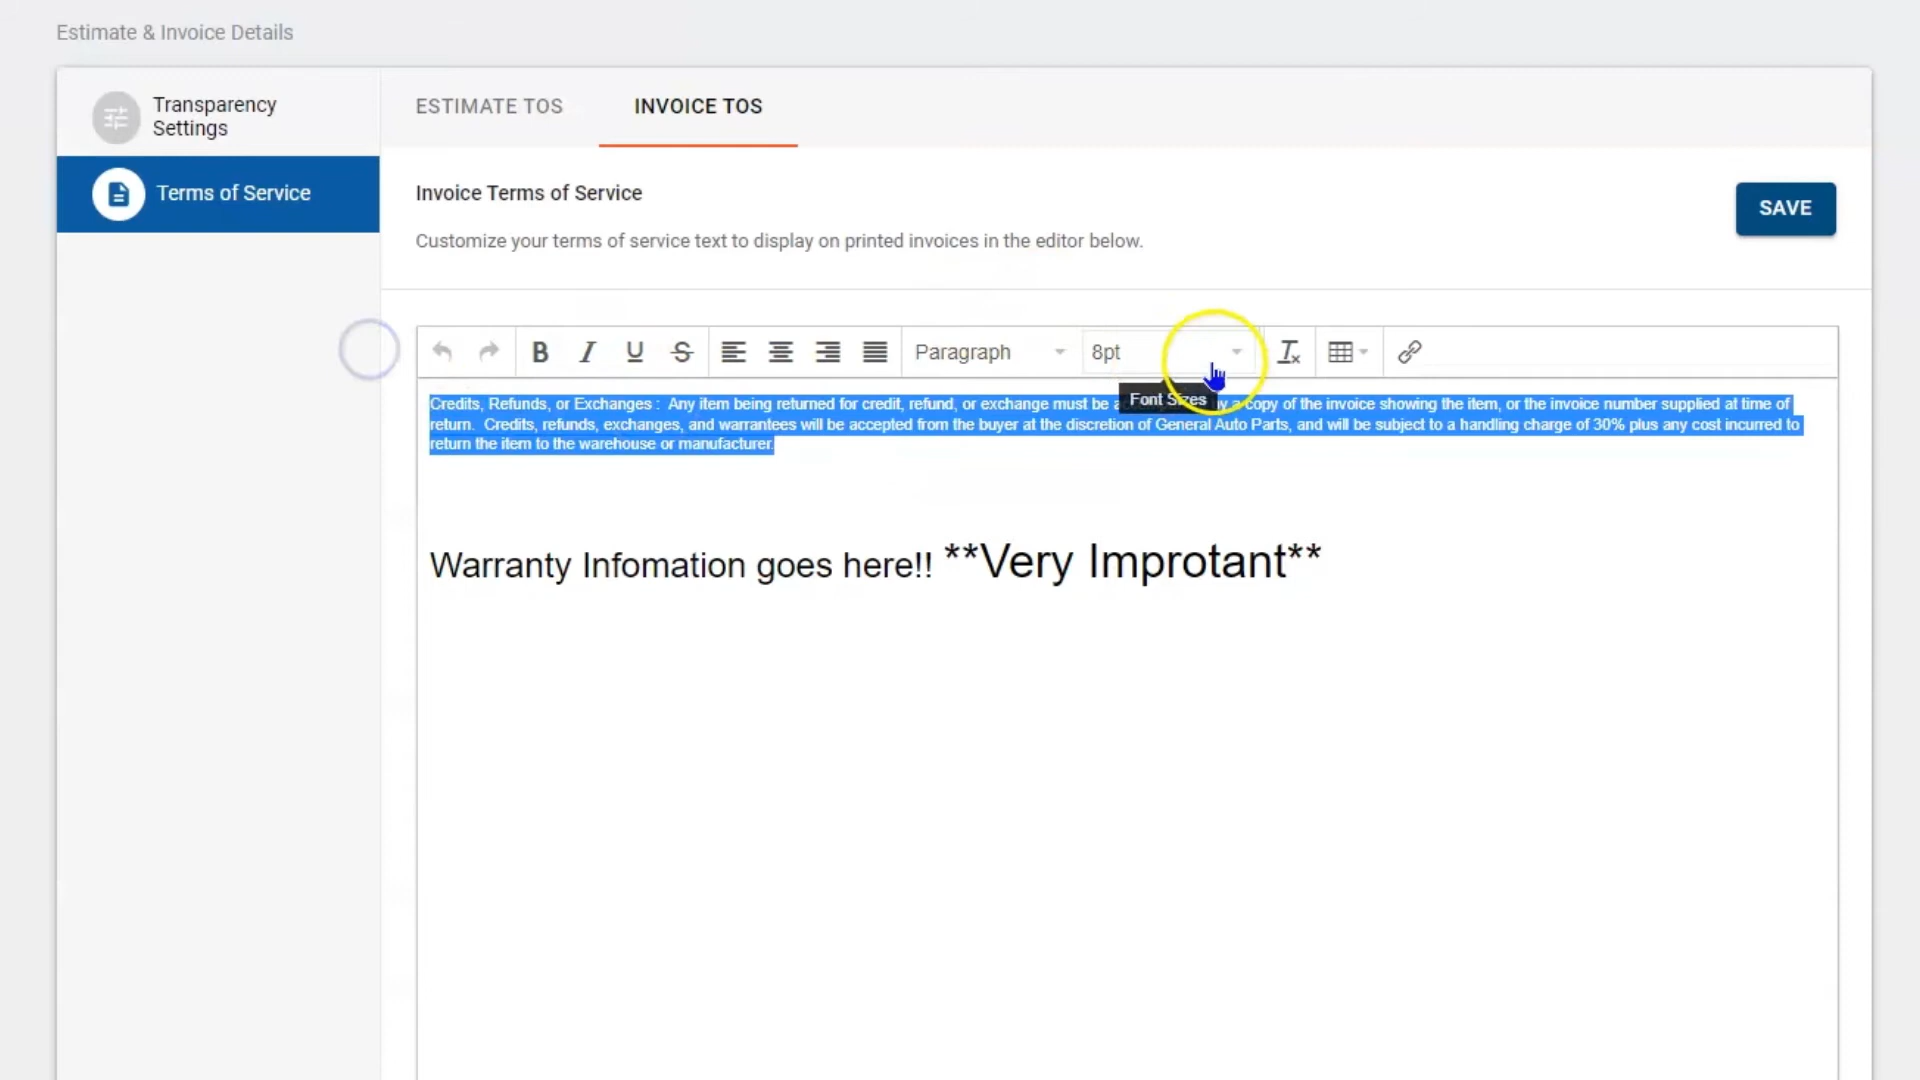 Estimate & Invoice Details
Transparency
Settings
Terms of Service
ESTIMATE TOS
INVOICE TOS
Invoice Terms of Service
Customize your terms of service text to display on printed invoices in the editor below.
SAVE
B I U S
Paragraph
8pt
Font Sizes
Credits, Refunds, or Exchanges : Any item being returned for credit, refund, or exchange must be by a copy of the invoice showing the item, or the invoice number supplied at time of
return. Credits, refunds, exchanges, and warrantees will be accepted from the buyer at the discretion of General Auto Parts, and will be subject to a handling charge of 30% plus any cost incurred to
return the item to the warehouse or manufacturer.
Warranty Infomation goes here!! **Very Improtant**